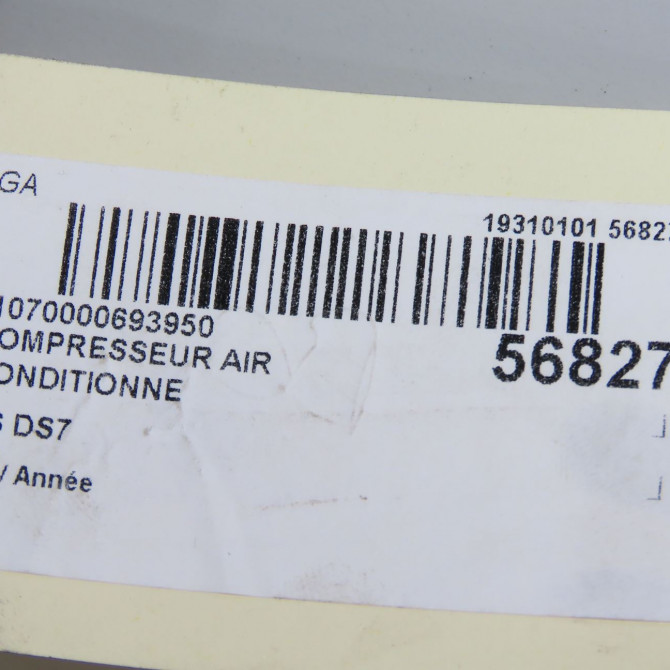 GA
19310101 5682
1070000693950
OMPRESSEUR AIR
56827
ONDITIONNE
S DS7
/ Année